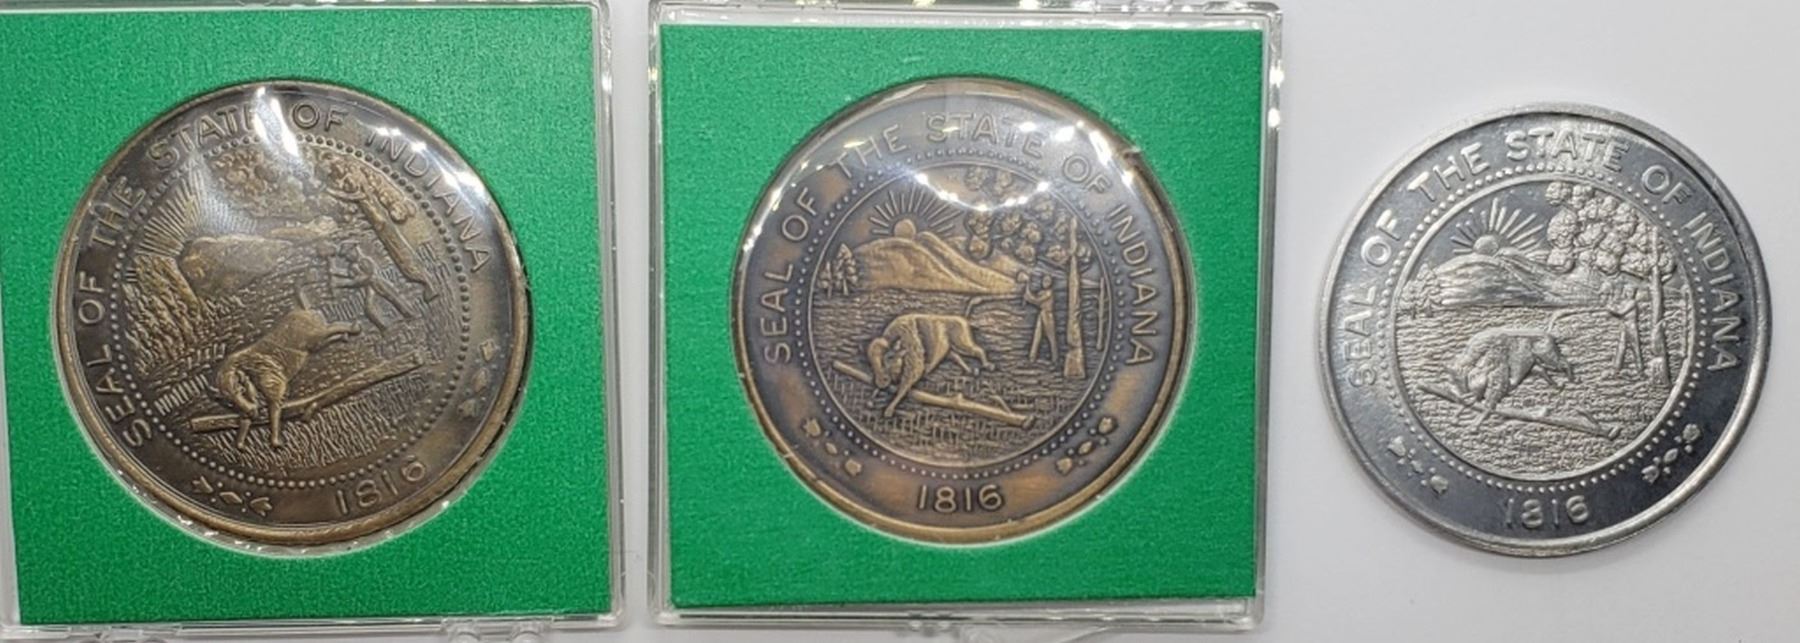 SEAL OF THE STATE OF INDIANA
1816
SEAL OF THE STATE OF INDIANA
1816
SEAL OF THE STATE OF INDIANA
1816